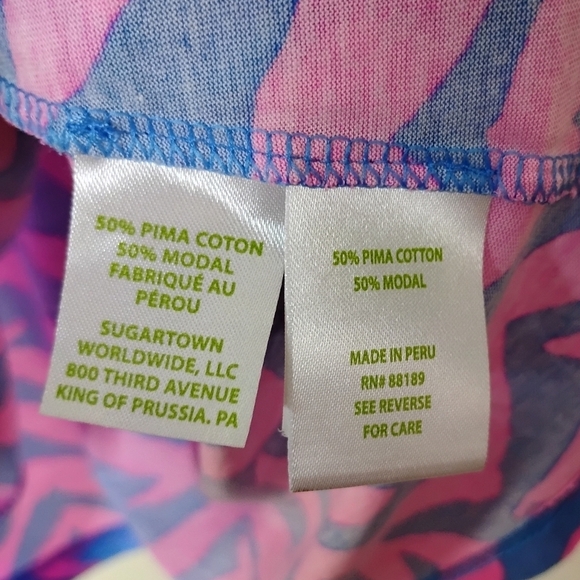 50% PIMA COTON
50% MODAL
FABRIQUÉ AU
PÉROU
SUGARTOWN
WORLDWIDE, LLC
800 THIRD AVENUE
KING OF PRUSSIA. PA
50% PIMA COTTON
50% MODAL
MADE IN PERU
RN# 88189
SEE REVERSE
FOR CARE